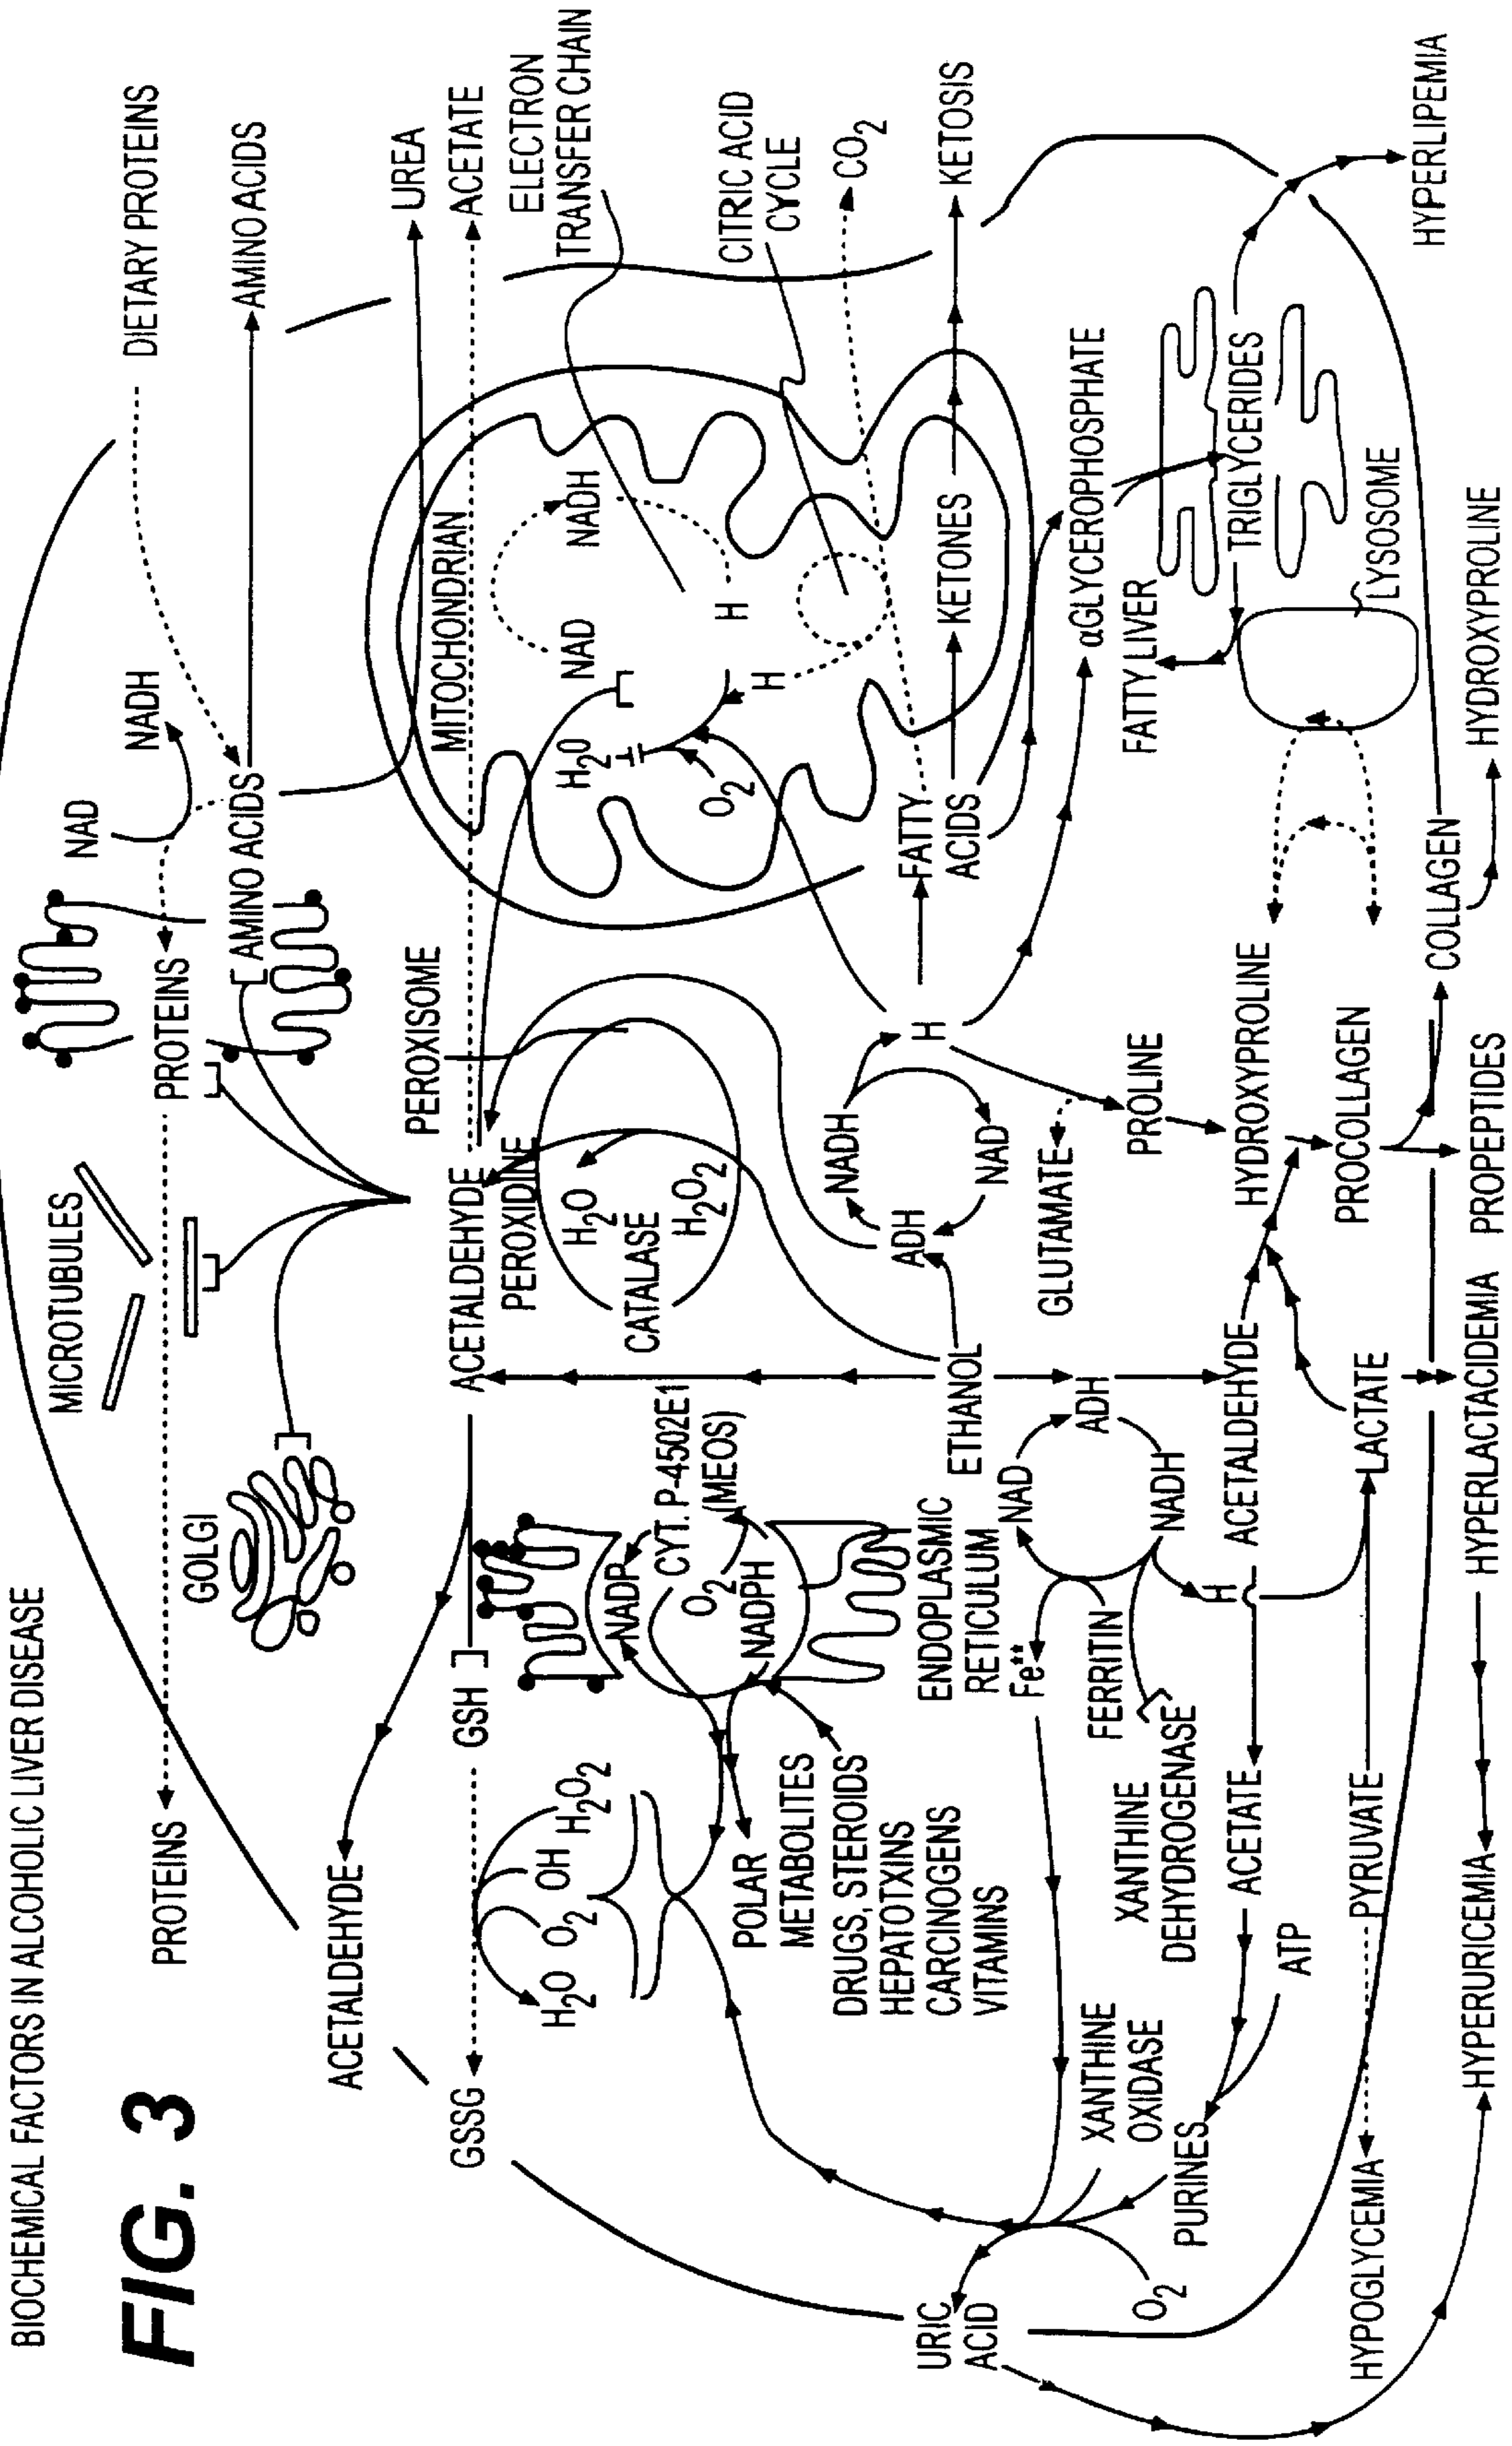 BIOCHEMICAL FACTORS IN ALCOHOLIC LIVER DISEASE
FIG. 3
MICROTUBULES
NAD
NADH
DIETARY PROTEINS
PROTEINS
PROTEINS
GOLGI
AMINO ACIDS
AMINO ACIDS
ACETALDEHYDE
PEROXISOME
UREA
MITOCHONDRIAN
GSSG
GSH
ACETALDEHYDE
ACETATE
PEROXIDINE
ELECTRON
TRANSFER CHAIN
H2O
O2
OH
H2O2
NADP
CYT. P-4502E1
(MEOS)
O2
NADPH
H2O
CATALASE
H2O2
H2O
NAD
NADH
O2
H
H
CITRIC ACID
CYCLE
CO2
POLAR
METABOLITES
DRUGS, STEROIDS
HEPATOTXINS
CARCINOGENS
VITAMINS
ENDOPLASMIC
RETICULUM
NADH
ADH
NAD
H
FATTY
ACIDS
KETONES
KETOSIS
URIC
ACID
ETHANOL
Fe**
NAD
ADH
NADH
GLUTAMATE
PROLINE
αGLYCEROPHOSPHATE
FATTY LIVER
XANTHINE
OXIDASE
FERRITIN
XANTHINE
DEHYDROGENASE
H
O2
PURINES
ATP
ACETATE
ACETALDEHYDE
HYDROXYPROLINE
TRIGLYCERIDES
HYPOGLYCEMIA
PYRUVATE
LACTATE
PROCOLLAGEN
LYSOSOME
HYPERLIPEMIA
COLLAGEN
HYPERURICEMIA
HYPERLACTACIDEMIA
PROPEPTIDES
HYDROXYPROLINE